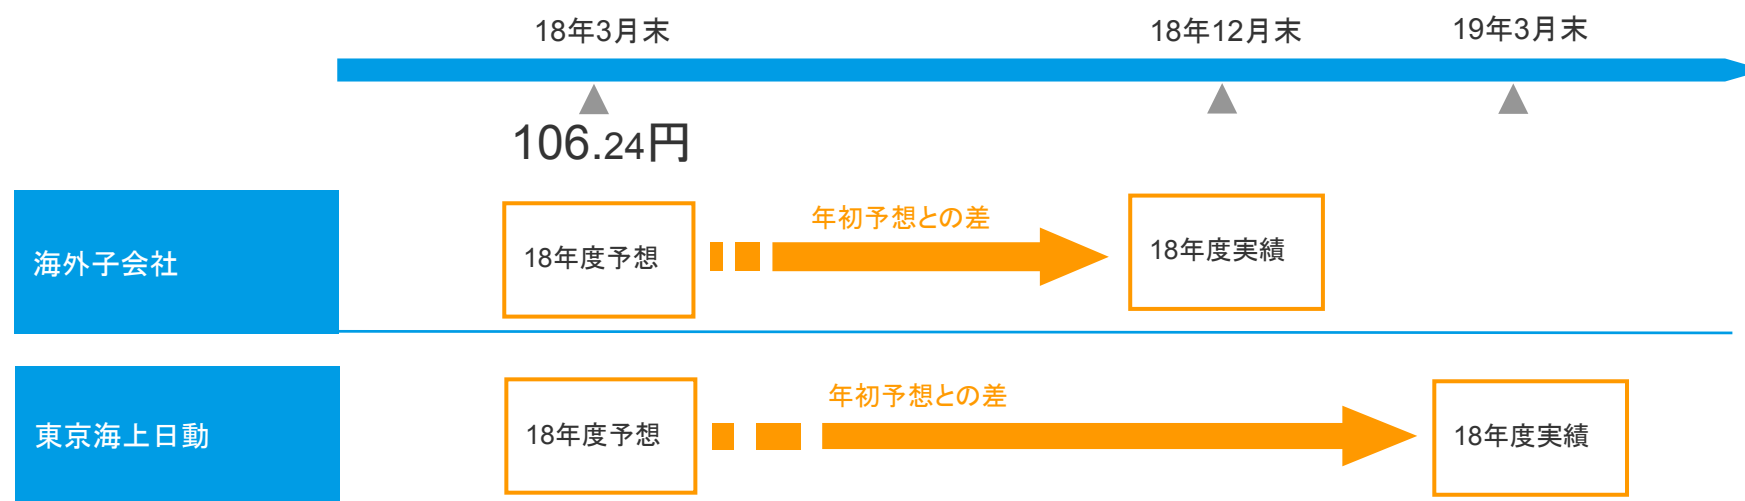 18年3月末
18年12月末
19年3月末
106.24円
海外子会社
18年度予想
年初予想との差
18年度実績
東京海上日動
18年度予想
年初予想との差
18年度実績